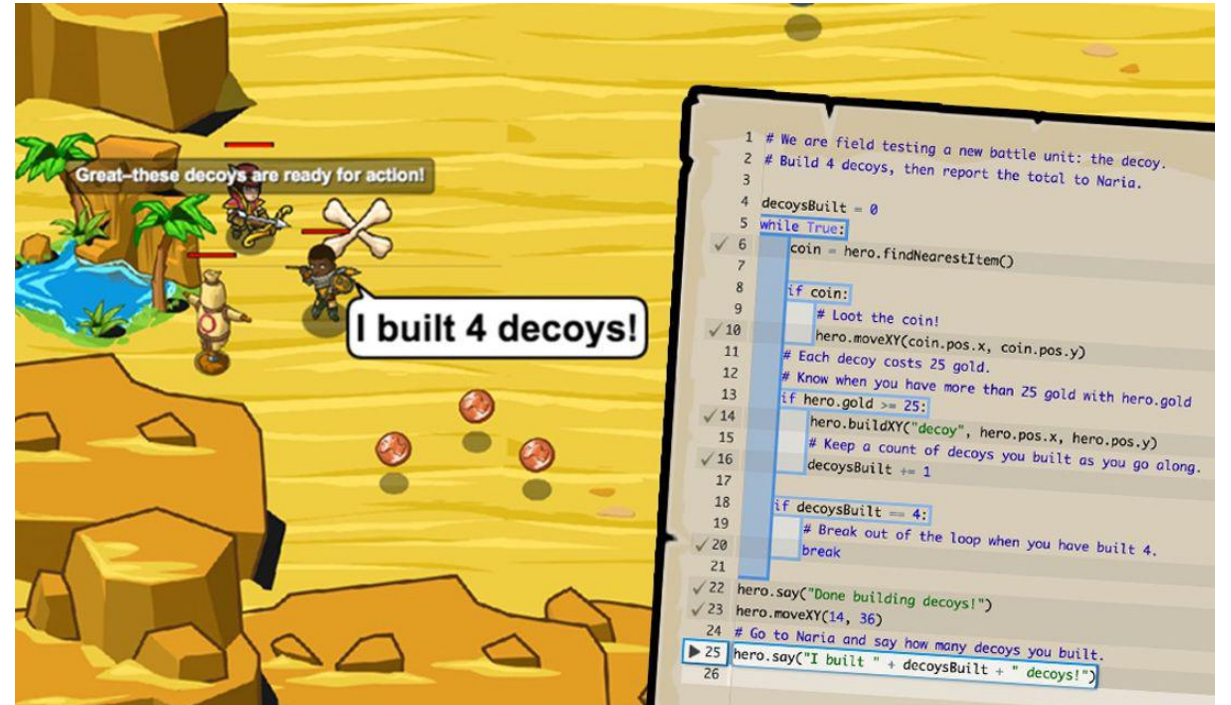 Great–these decoys are ready for action!
I built 4 decoys!
1 # We are field testing a new battle unit: the decoy.
2 # Build 4 decoys, then report the total to Naria.
3
4 decoysBuilt = 0
5 while True:
6 coin = hero.findNearestItem()
7
8 if coin:
9 # Loot the coin!
10 hero.moveXY(coin.pos.x, coin.pos.y)
11 # Each decoy costs 25 gold.
12 # Know when you have more than 25 gold with hero.gold
13 if hero.gold >= 25:
14 hero.buildXY("decoy", hero.pos.x, hero.pos.y)
15 # Keep a count of decoys you built as you go along.
16 decoysBuilt += 1
17
18 if decoysBuilt == 4:
19 # Break out of the loop when you have built 4.
20 break
21
22 hero.say("Done building decoys!")
23 hero.moveXY(14, 36)
24 # Go to Naria and say how many decoys you built.
25 hero.say("I built " + decoysBuilt + " decoys!")
26